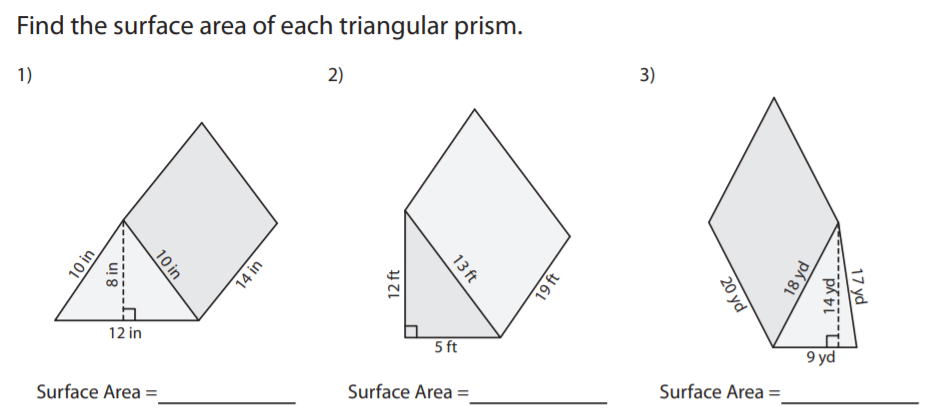 Find the surface area of each triangular prism.
1)
2)
3)
10 in
8 in
10 in
14 in
12 in
12 ft
13 ft
19 ft
5 ft
20 yd
18 yd
14 yd
17 yd
9 yd
Surface Area =
Surface Area =
Surface Area =